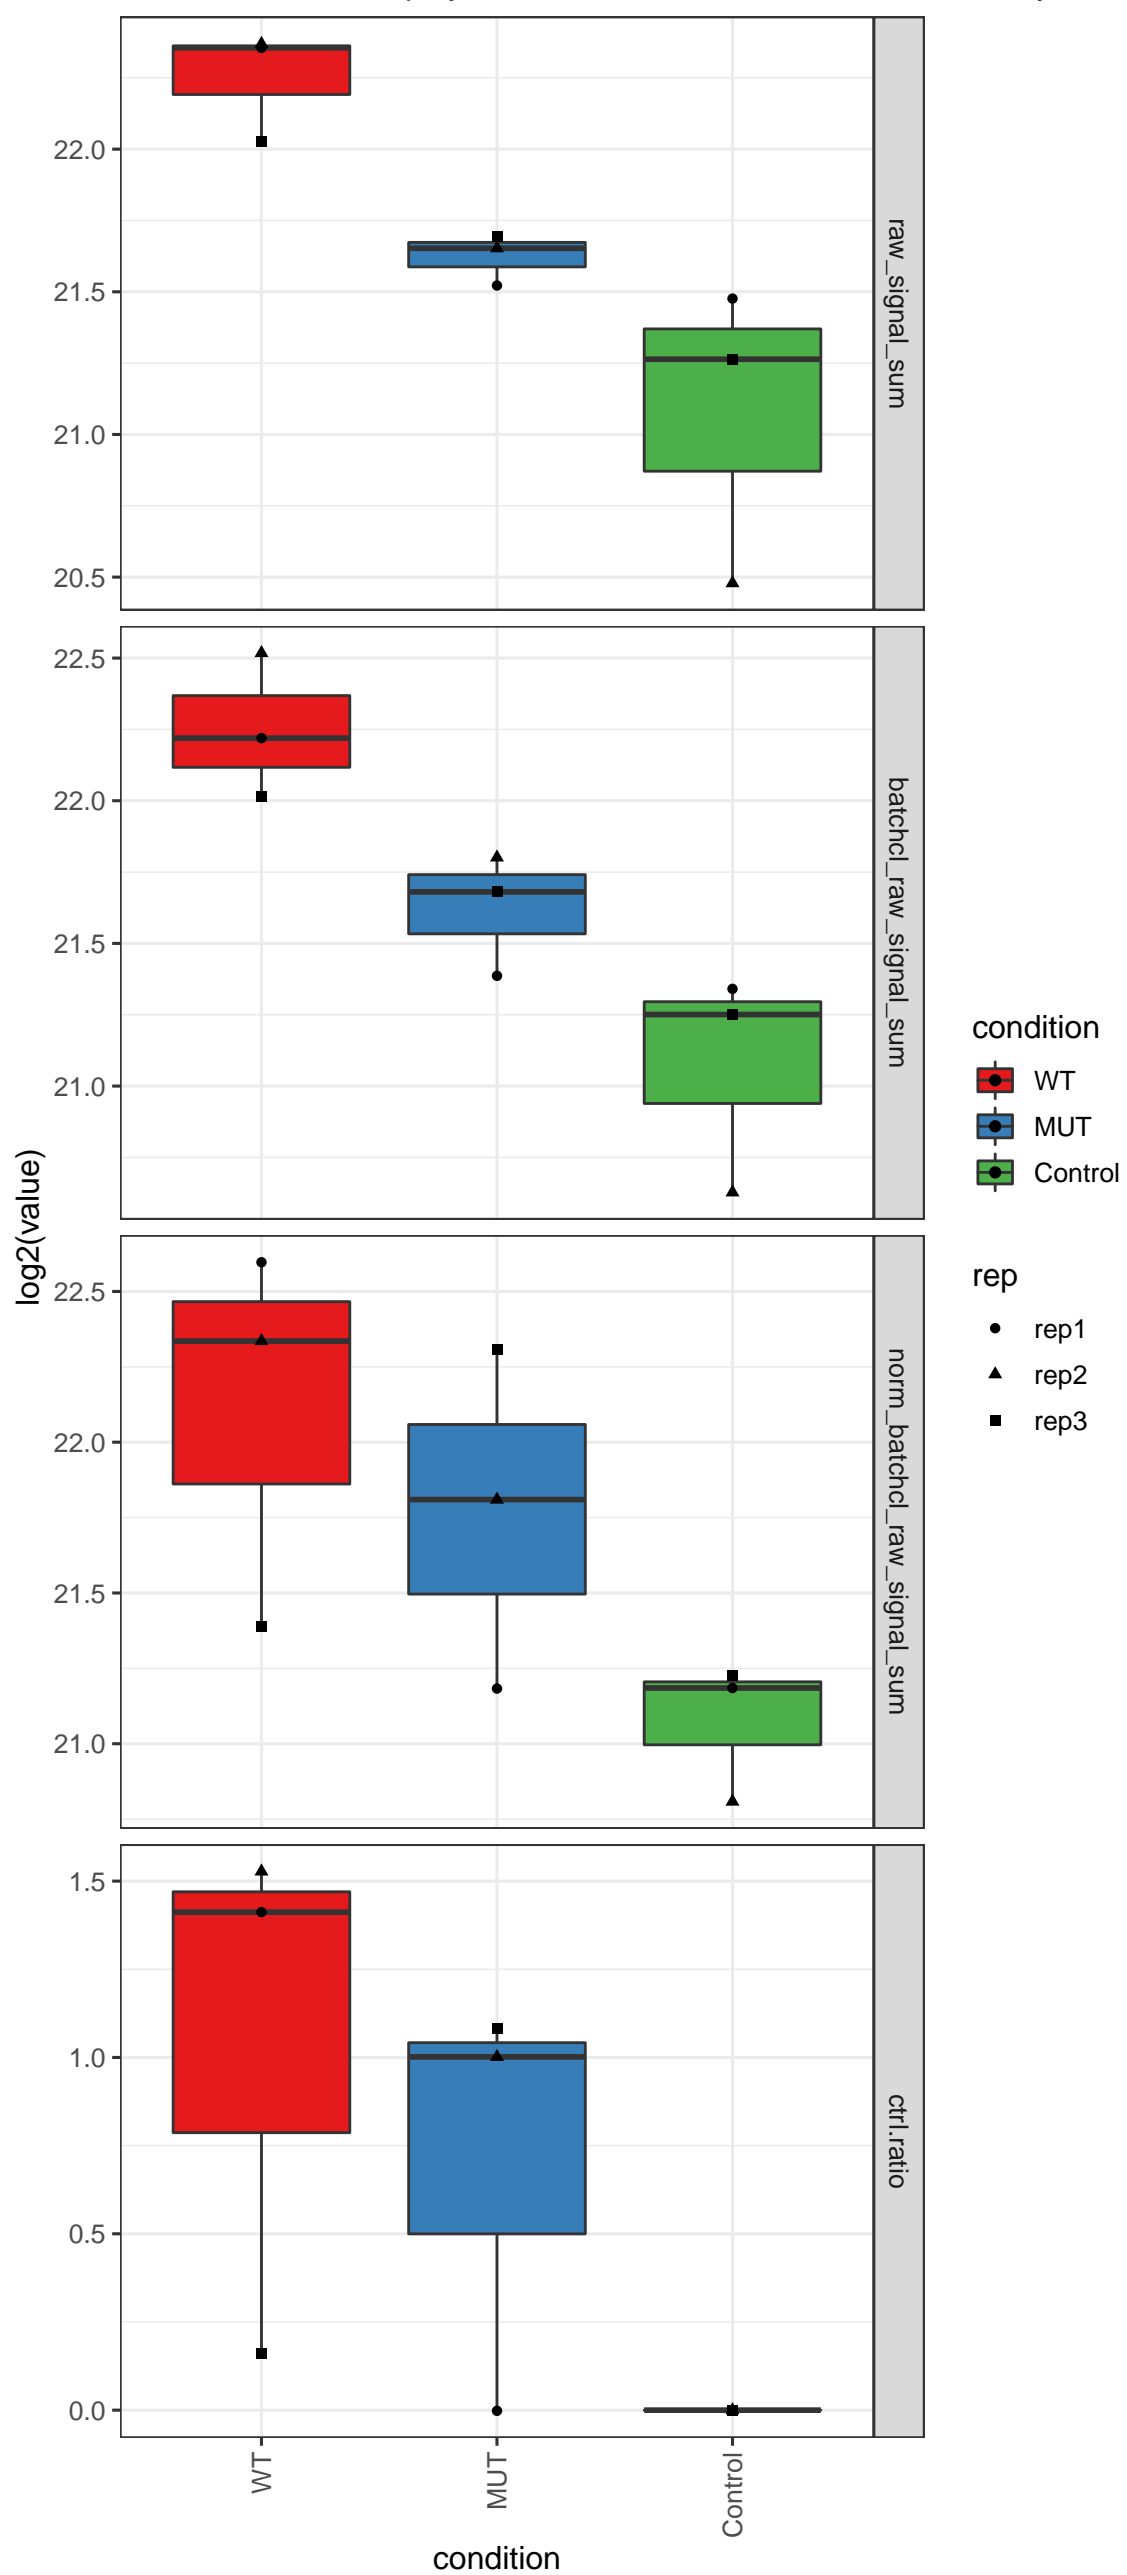 22.0
21.5
21.0
20.5
raw_signal_sum
22.5
22.0
21.5
21.0
batchcl_raw_signal_sum
22.5
22.0
21.5
21.0
norm_batchcl_raw_signal_sum
1.5
1.0
0.5
0.0
ctrl.ratio
log2(value)
WT
MUT
Control
condition
condition
WT
MUT
Control
rep
rep1
rep2
rep3